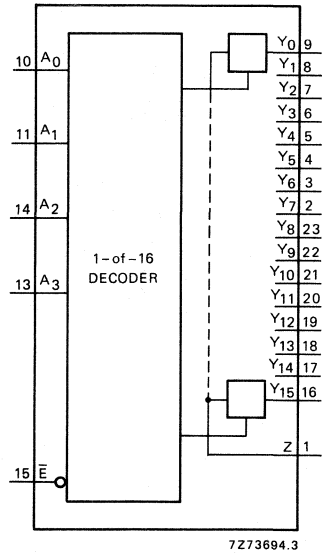 10 A0
11 A1
14 A2
13 A3
15 E̅
1-of-16
DECODER
Y0 9
Y1 8
Y2 7
Y3 6
Y4 5
Y5 4
Y6 3
Y7 2
Y8 23
Y9 22
Y10 21
Y11 20
Y12 19
Y13 18
Y14 17
Y15 16
Z 1
7Z73694.3